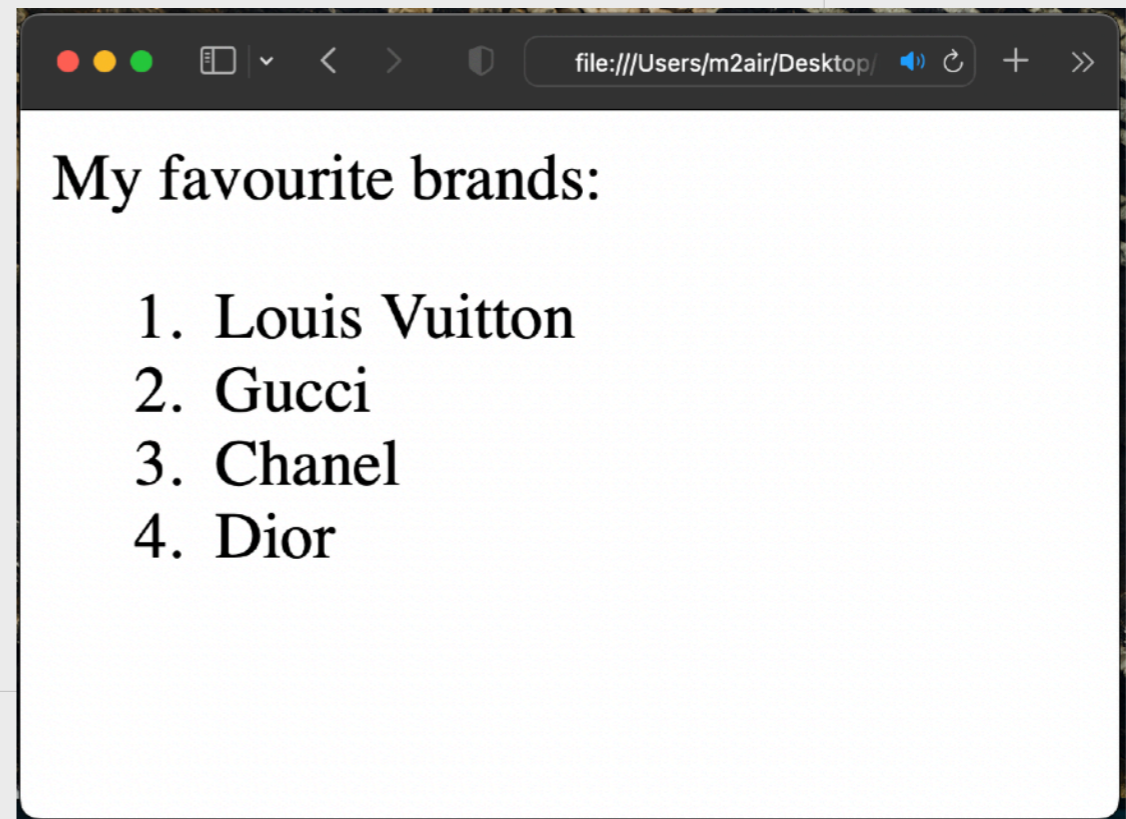 file:///Users/m2air/Desktop/
My favourite brands:
1. Louis Vuitton
2. Gucci
3. Chanel
4. Dior